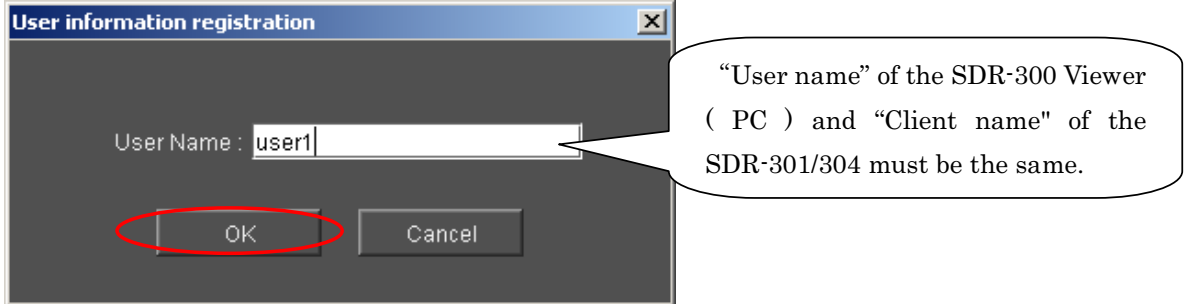 User information registration
“User name” of the SDR-300 Viewer
( PC ) and “Client name" of the
SDR-301/304 must be the same.
User Name : user1
OK Cancel